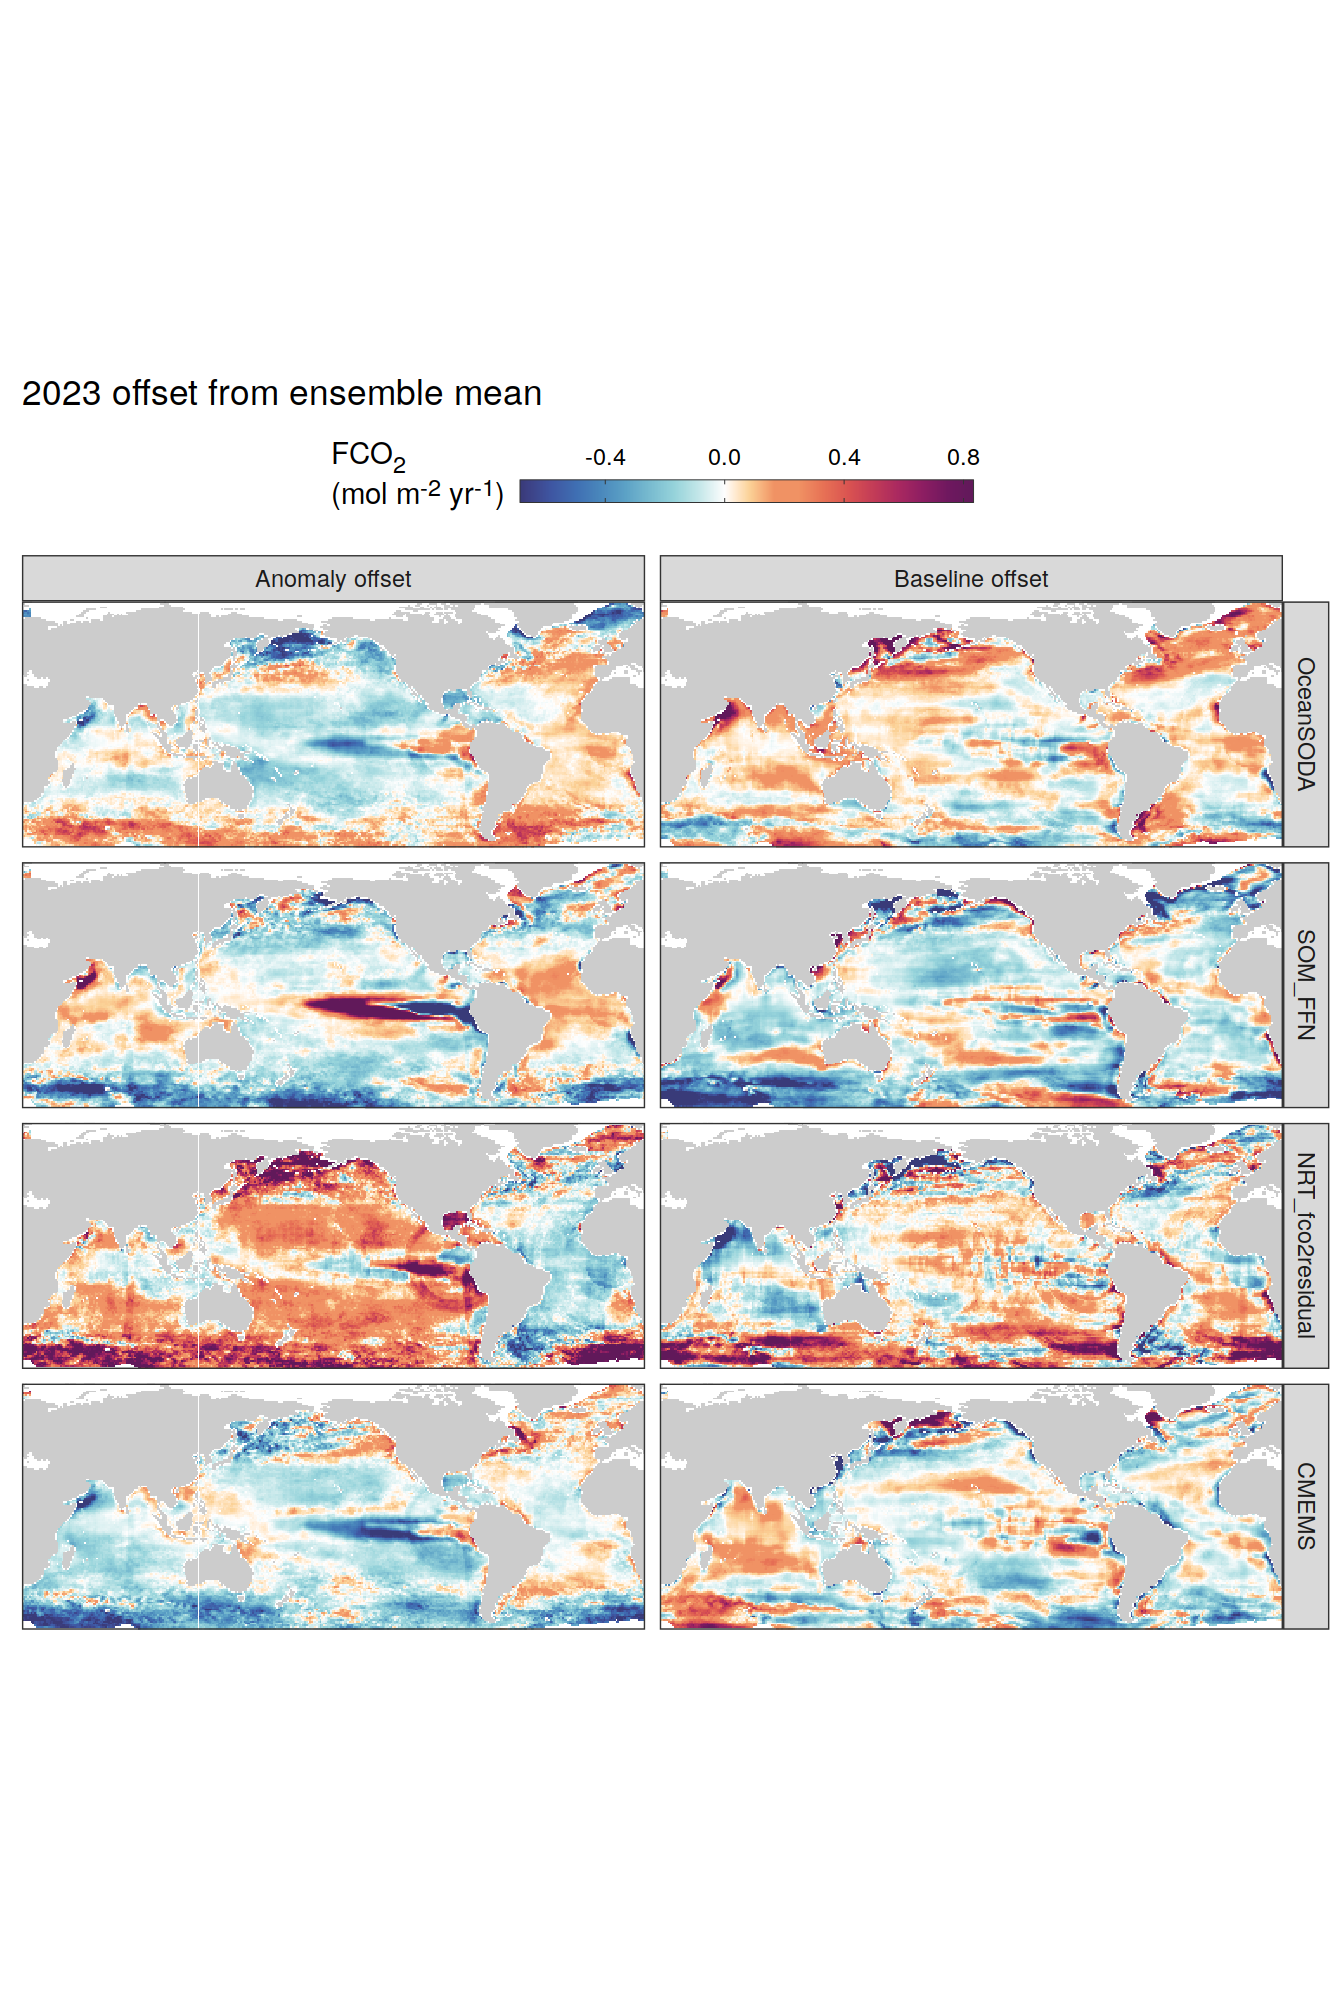 2023 offset from ensemble mean
FCO₂
(mol m⁻² yr⁻¹)
-0.4 0.0 0.4 0.8
Anomaly offset
Baseline offset
OceanSODA
SOM_FFN
NRT_fco2residual
CMEMS